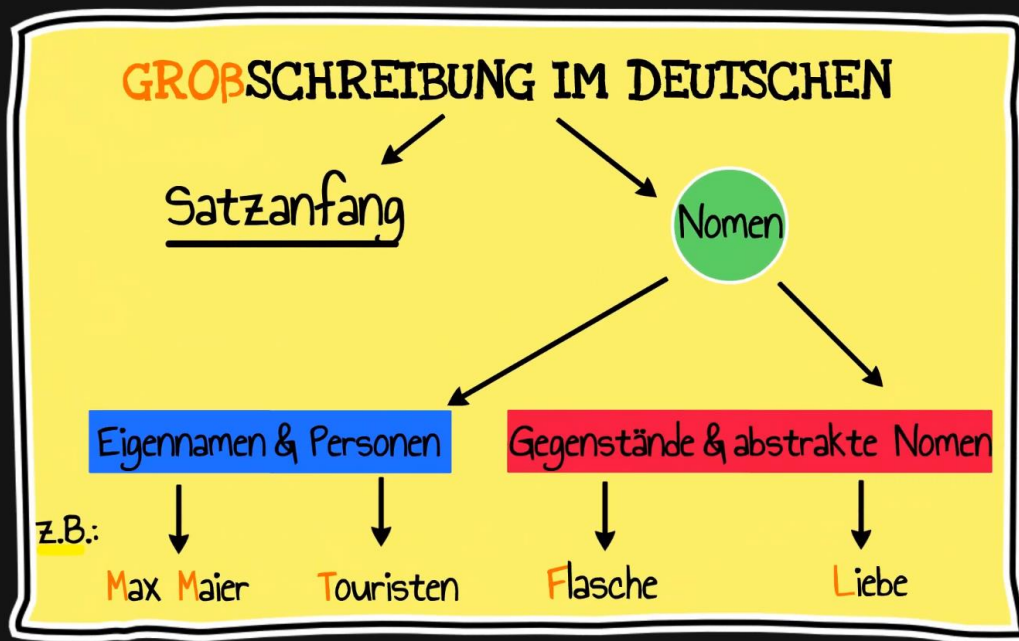 GROßSCHREIBUNG IM DEUTSCHEN
Satzanfang
Nomen
Eigennamen & Personen
Gegenstände & abstrakte Nomen
z.B.:
Max Maier
Touristen
Flasche
Liebe